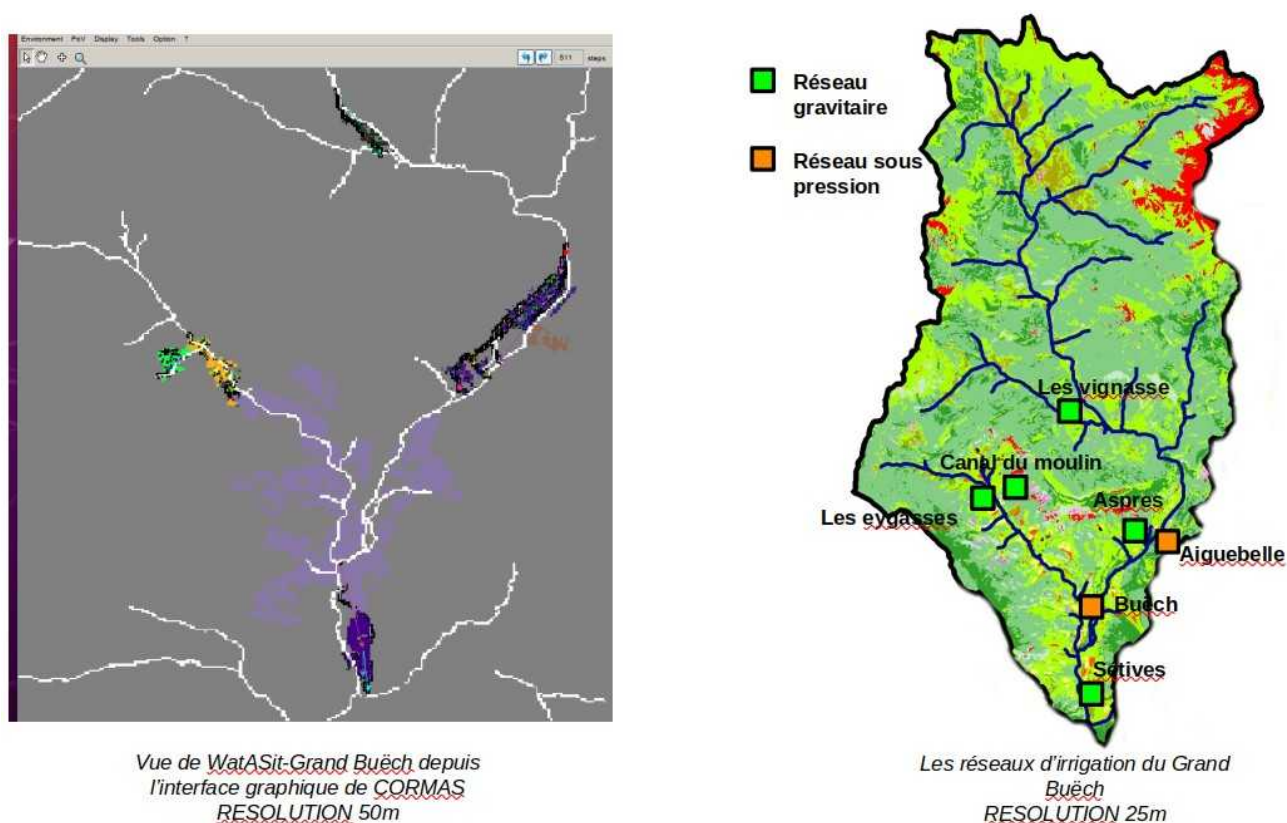 Environment PoV Display Tools Option ?
511 steps
Réseau
gravitaire
Réseau sous
pression
Les vignasse
Canal du moulin
Les eygasses
Aspres
Aiguebelle
Buëch
Sétives
Vue de WatASit-Grand Buëch depuis
l'interface graphique de CORMAS
RESOLUTION 50m
Les réseaux d'irrigation du Grand
Buëch
RESOLUTION 25m